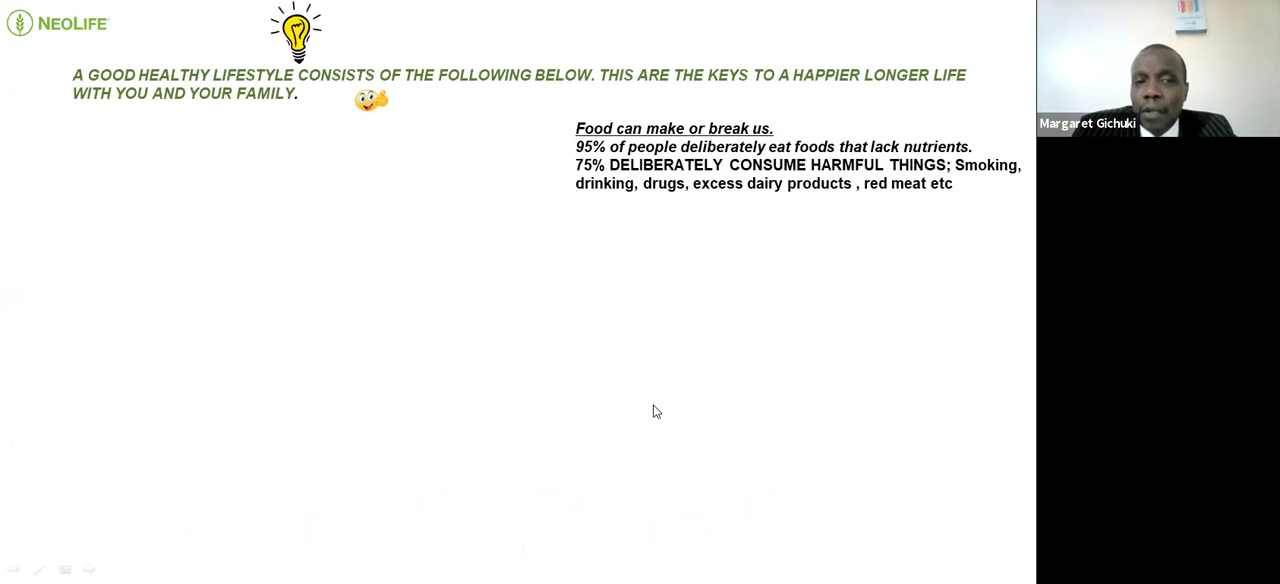 NEOLIFE
A GOOD HEALTHY LIFESTYLE CONSISTS OF THE FOLLOWING BELOW. THIS ARE THE KEYS TO A HAPPIER LONGER LIFE
WITH YOU AND YOUR FAMILY.
Food can make or break us.
95% of people deliberately eat foods that lack nutrients.
75% DELIBERATELY CONSUME HARMFUL THINGS; Smoking,
drinking, drugs, excess dairy products , red meat etc
Margaret Gichuki